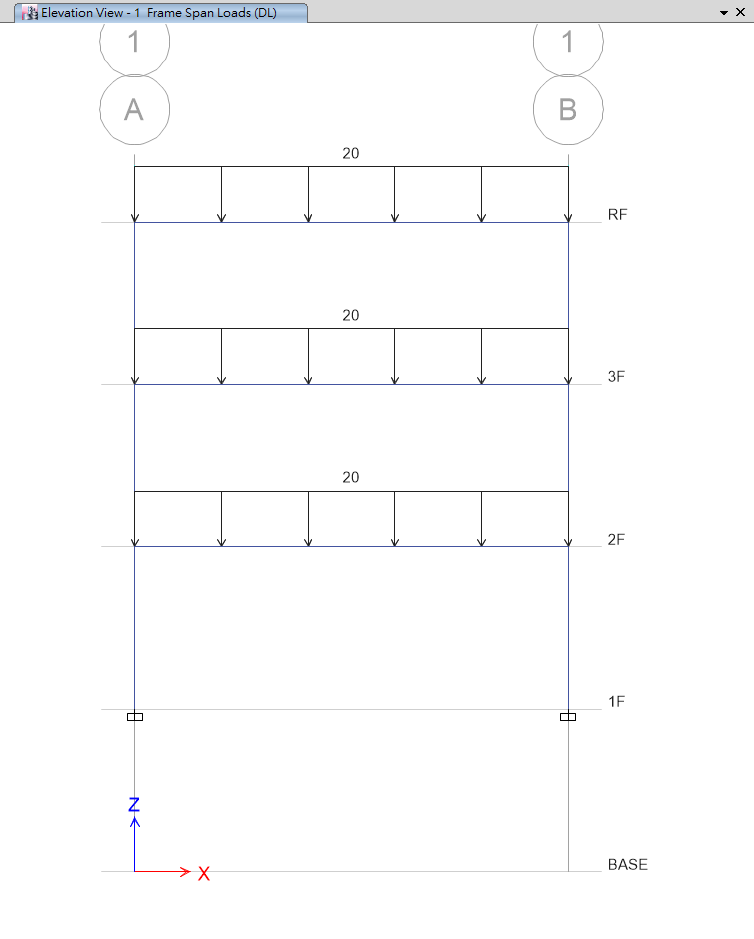 Elevation View - 1 Frame Span Loads (DL)
1 1
A B
20
RF
20
3F
20
2F
1F
Z
BASE
X